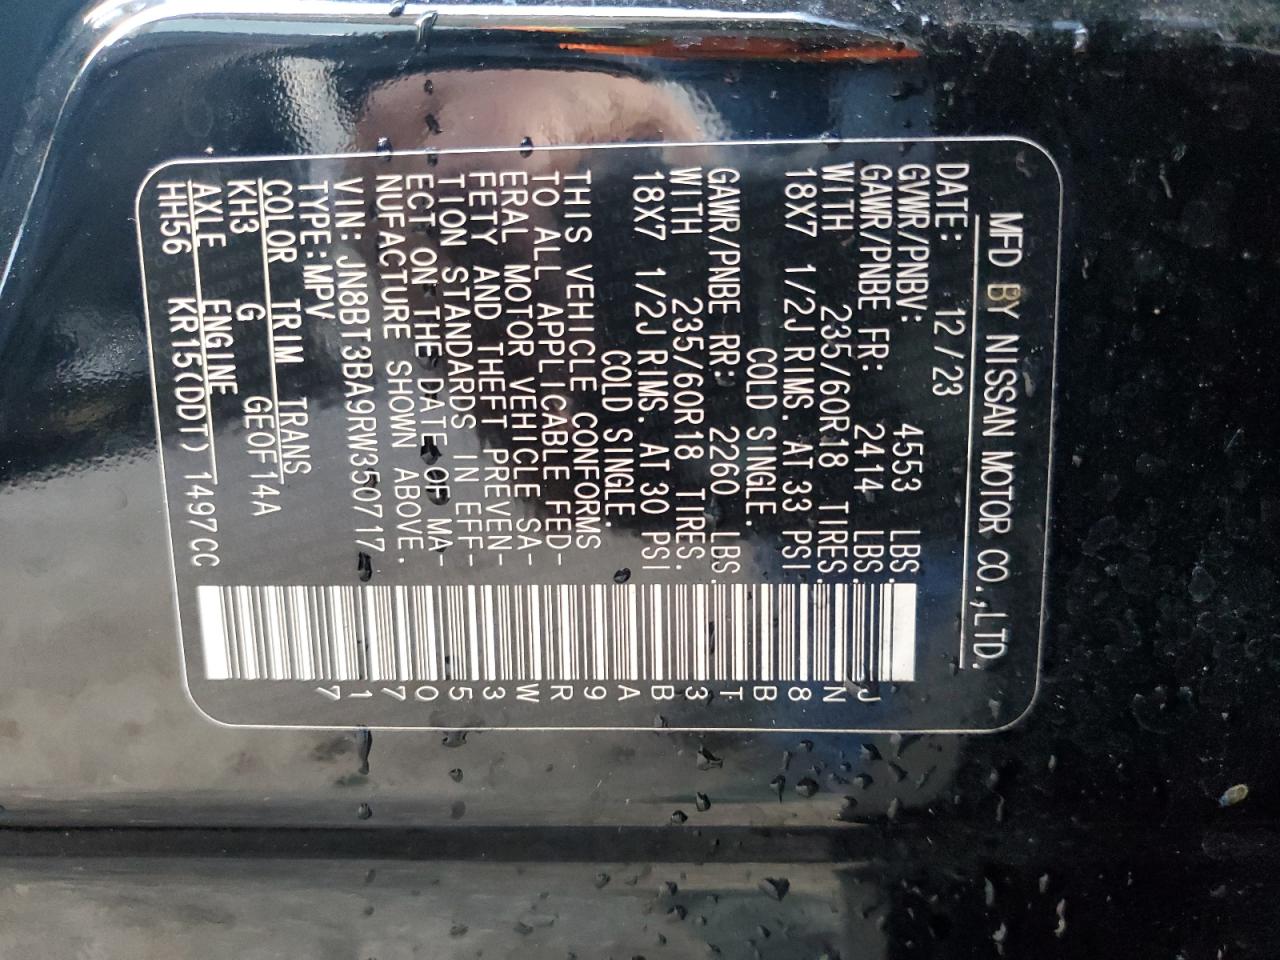 MFD BY NISSAN MOTOR CO.,LTD.
DATE: 12/23
GVWR/PNBV: 4553 LBS.
GAWR/PNBE FR: 2414 LBS.
WITH 235/60R18 TIRES.
18X7 1/2J RIMS. AT 33 PSI
COLD SINGLE.
GAWR/PNBE RR: 2260 LBS.
WITH 235/60R18 TIRES.
18X7 1/2J RIMS. AT 30 PSI
COLD SINGLE.
THIS VEHICLE CONFORMS
TO ALL APPLICABLE FED-
ERAL MOTOR VEHICLE SA-
FETY AND THEFT PREVEN-
TION STANDARDS IN EFF-
ECT ON THE DATE OF MA-
NUFACTURE SHOWN ABOVE.
VIN: JN8BT3BA9RW350717
TYPE:MPV
COLOR TRIM TRANS
KH3 G GE0F14A
AXLE ENGINE
HH56 KR15(DDT) 1497CC
JN8BT3BA9RW350717